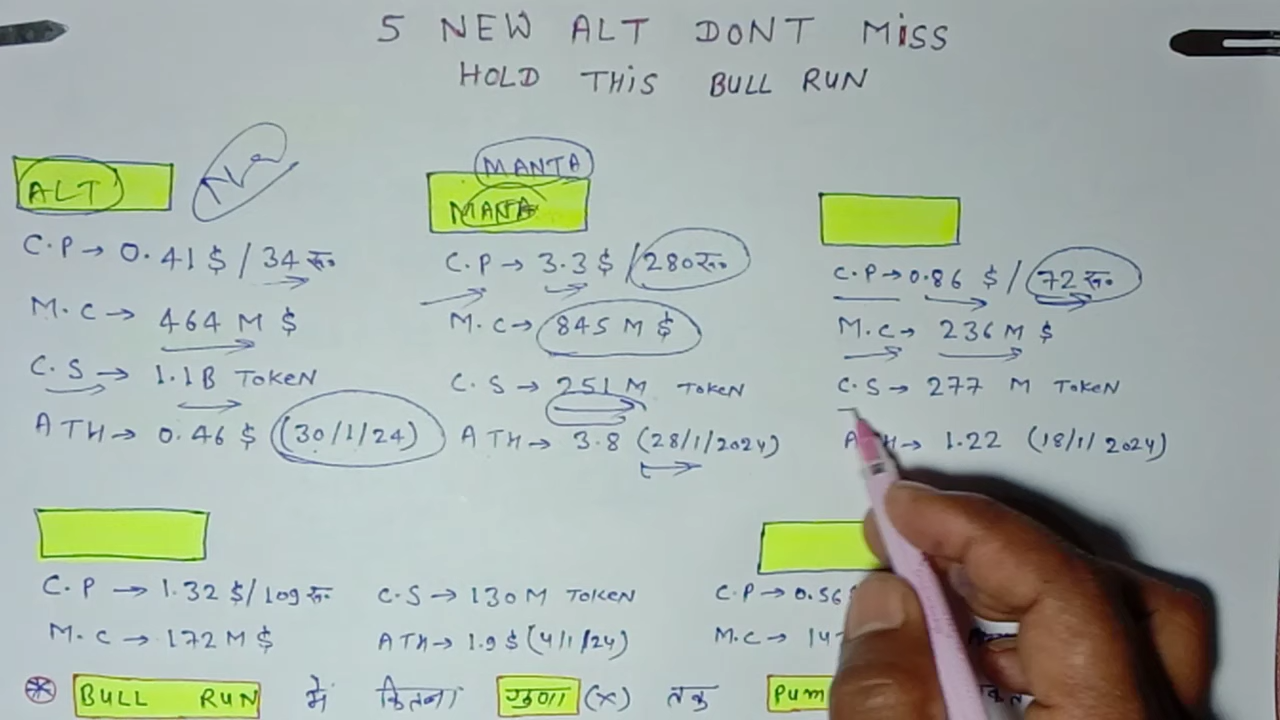 5 NEW ALT DONT MiSS
HOLD THiS BULL RUN
ALT
C.P → 0.41 $ / 34 रू.
M.C → 464 M $
C.S → 1.1B TOKEN
ATH → 0.46 $ (30/1/24)
MANTA
MANTA
C.P → 3.3 $ / 280 रू.
M.C → 845 M $
C.S → 251 M TOKEN
ATH → 3.8 (28/1/2024)
C.P → 0.86 $ / 72 रू.
M.C → 236 M $
C.S → 277 M TOKEN
ATH → 1.22 (18/1/2024)
C.P → 1.32 $ / 109 रू.
M.C → 172 M $
C.S → 130 M TOKEN
ATH → 1.9 $ (4/1/24)
C.P → 0.56
M.C →
BULL RUN में कितना गुणा (x) तक